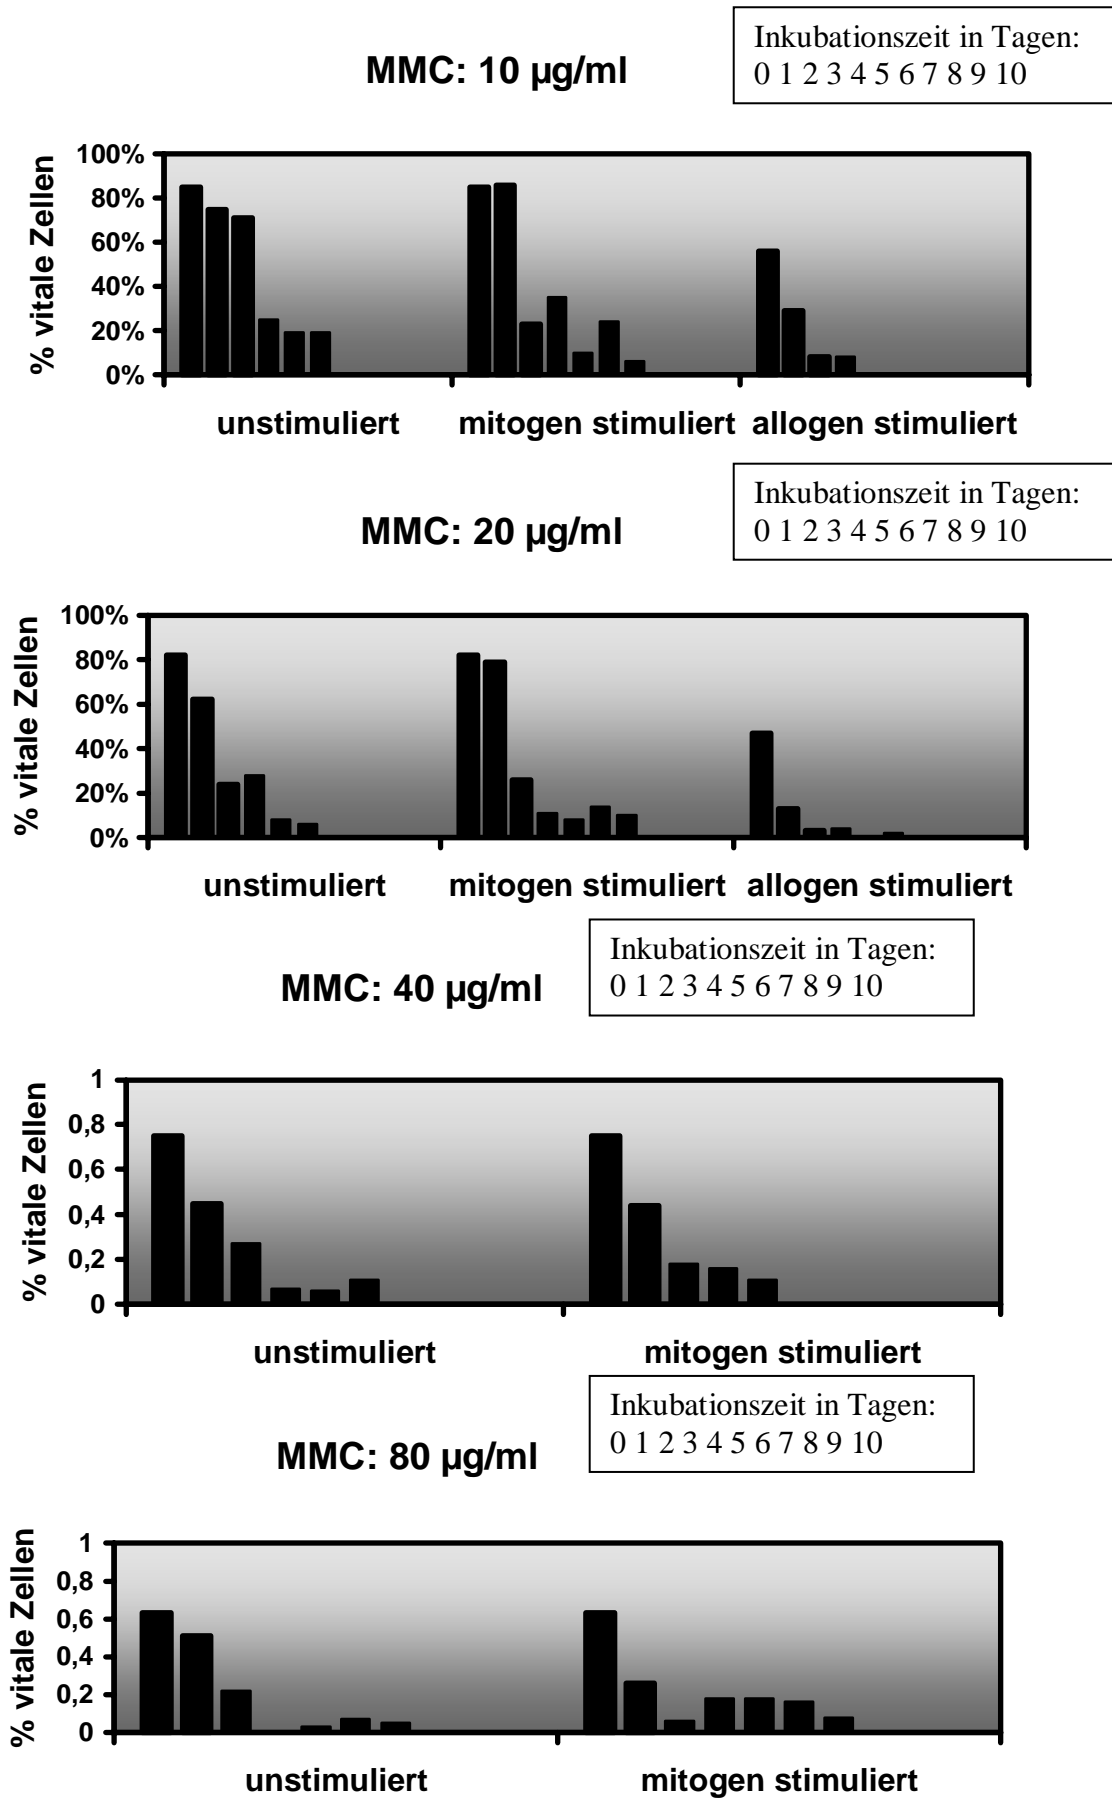 MMC: 10 µg/ml
Inkubationszeit in Tagen:
0 1 2 3 4 5 6 7 8 9 10
% vitale Zellen
100%
80%
60%
40%
20%
0%
unstimuliert
mitogen stimuliert
allogen stimuliert
MMC: 20 µg/ml
Inkubationszeit in Tagen:
0 1 2 3 4 5 6 7 8 9 10
% vitale Zellen
100%
80%
60%
40%
20%
0%
unstimuliert
mitogen stimuliert
allogen stimuliert
MMC: 40 µg/ml
Inkubationszeit in Tagen:
0 1 2 3 4 5 6 7 8 9 10
% vitale Zellen
1
0,8
0,6
0,4
0,2
0
unstimuliert
mitogen stimuliert
MMC: 80 µg/ml
Inkubationszeit in Tagen:
0 1 2 3 4 5 6 7 8 9 10
% vitale Zellen
1
0,8
0,6
0,4
0,2
0
unstimuliert
mitogen stimuliert